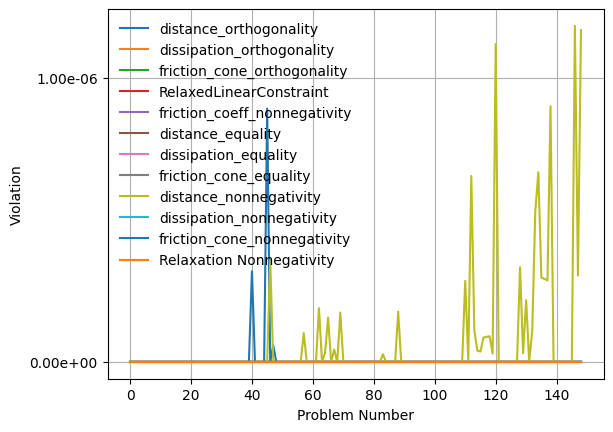 distance_orthogonality
dissipation_orthogonality
friction_cone_orthogonality
RelaxedLinearConstraint
friction_coeff_nonnegativity
distance_equality
dissipation_equality
friction_cone_equality
distance_nonnegativity
dissipation_nonnegativity
friction_cone_nonnegativity
Relaxation Nonnegativity
1.00e-06
0.00e+00
Violation
0 20 40 60 80 100 120 140
Problem Number